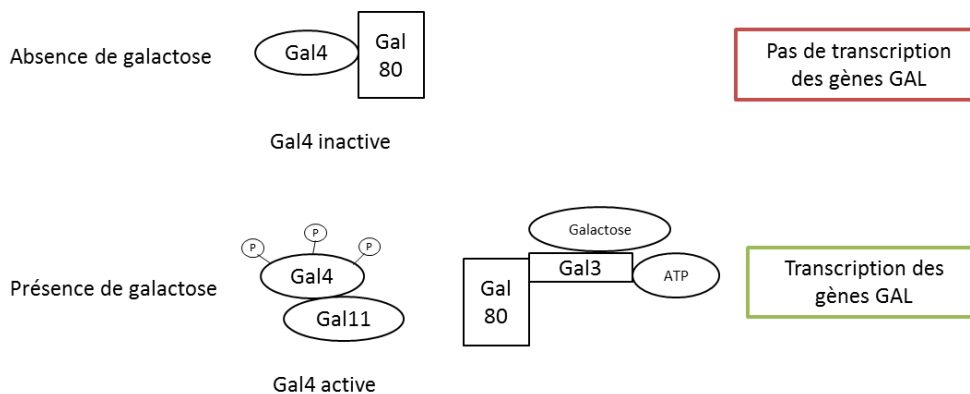 Absence de galactose
Gal4
Gal
80
Pas de transcription
des gènes GAL
Gal4 inactive
Présence de galactose
P
P
P
Gal4
Gal11
Galactose
Gal3
ATP
Gal
80
Transcription des
gènes GAL
Gal4 active